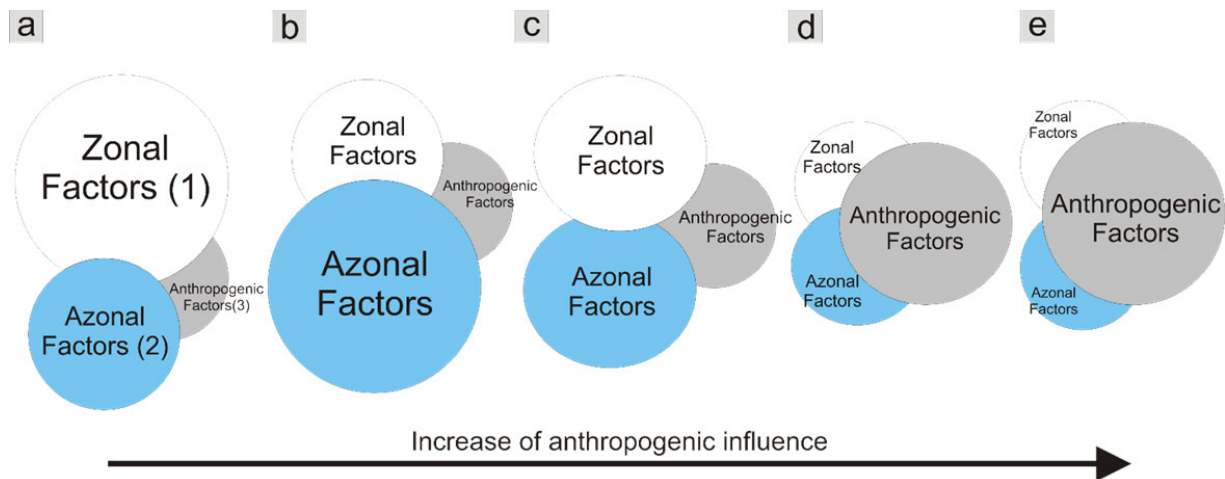 a
Zonal
Factors (1)
Azonal
Factors (2)
Anthropogenic
Factors(3)
b
Zonal
Factors
Anthropogenic
Factors
Azonal
Factors
c
Zonal
Factors
Anthropogenic
Factors
Azonal
Factors
d
Zonal
Factors
Anthropogenic
Factors
Azonal
Factors
e
Zonal
Factors
Anthropogenic
Factors
Azonal
Factors
Increase of anthropogenic influence